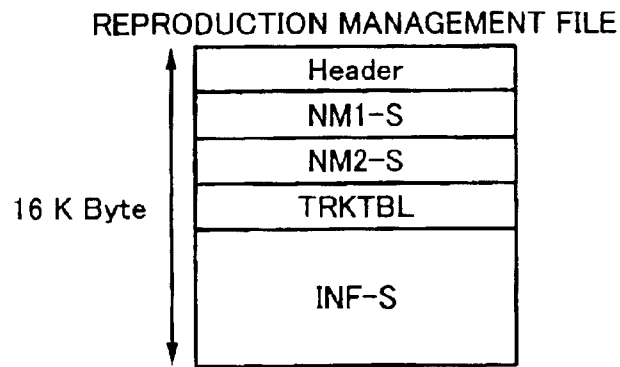 REPRODUCTION MANAGEMENT FILE
Header
NM1-S
NM2-S
16 K Byte
TRKTBL
INF-S